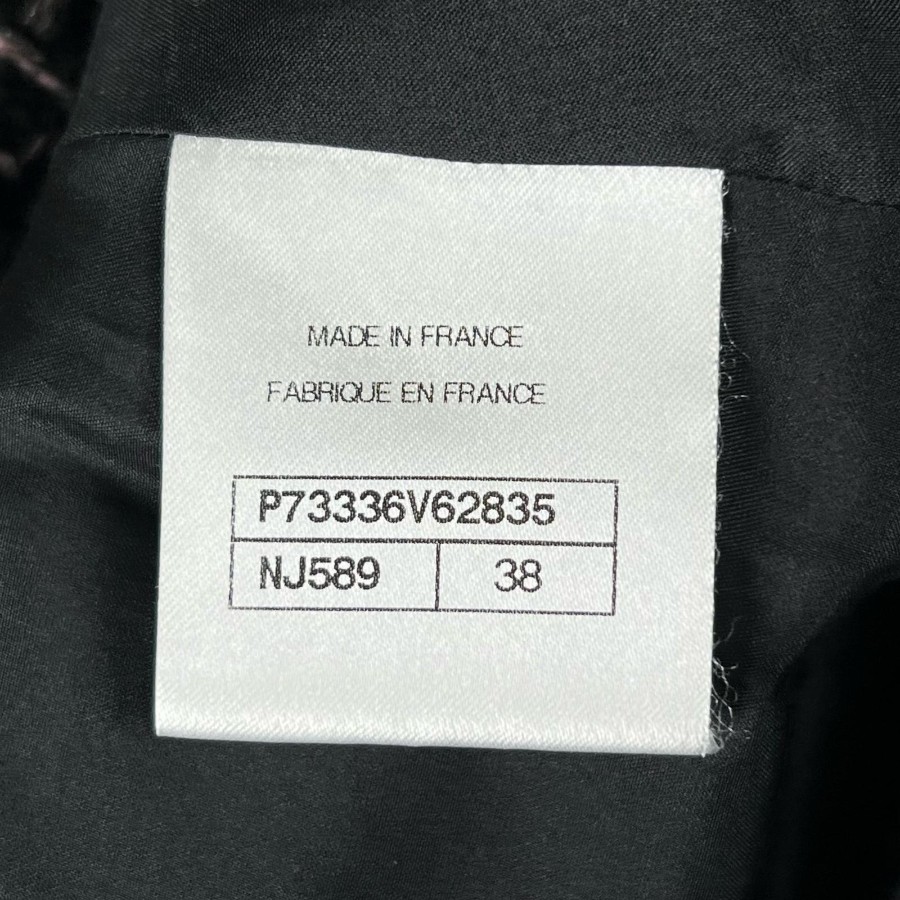 MADE IN FRANCE
FABRIQUE EN FRANCE
P73336V62835
NJ589 38